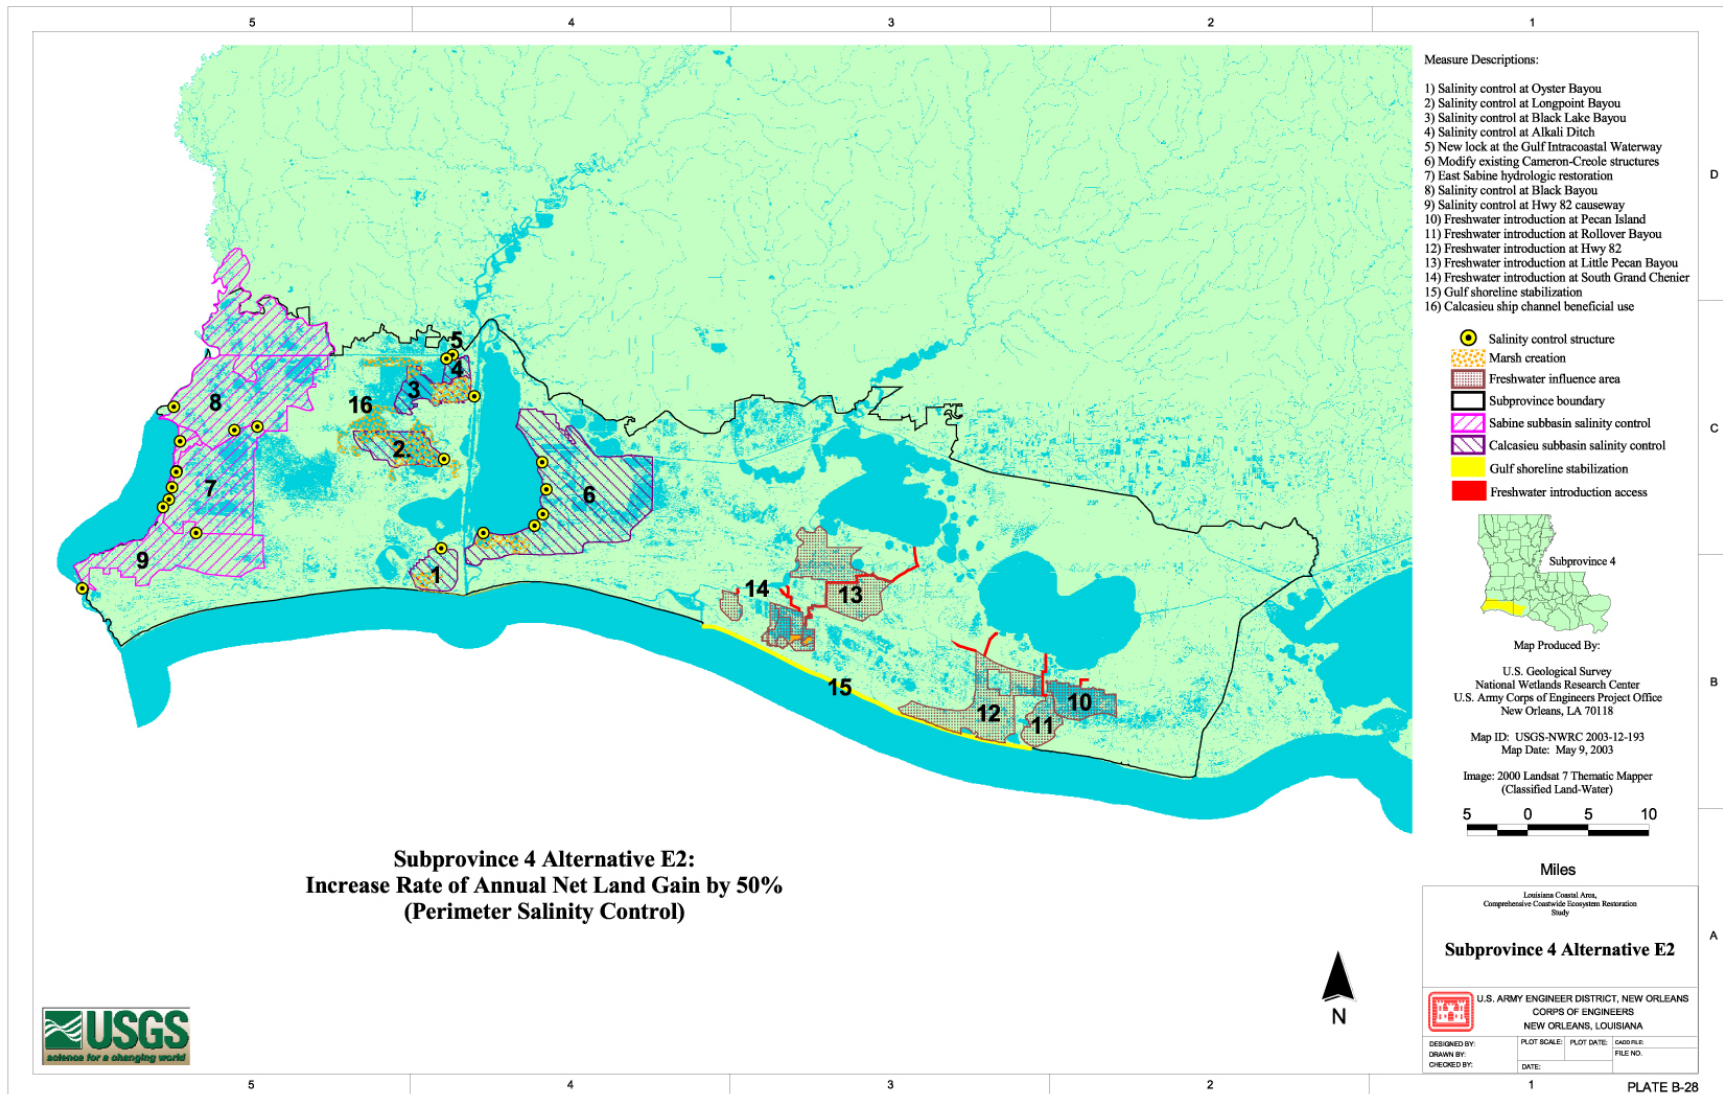 5 4 3 2 1
Measure Descriptions:
1) Salinity control at Oyster Bayou
2) Salinity control at Longpoint Bayou
3) Salinity control at Black Lake Bayou
4) Salinity control at Alkali Ditch
5) New lock at the Gulf Intracoastal Waterway
6) Modify existing Cameron-Creole structures
7) East Sabine hydrologic restoration
8) Salinity control at Black Bayou
9) Salinity control at Hwy 82 causeway
10) Freshwater introduction at Pecan Island
11) Freshwater introduction at Rollover Bayou
12) Freshwater introduction at Hwy 82
13) Freshwater introduction at Little Pecan Bayou
14) Freshwater introduction at South Grand Chenier
15) Gulf shoreline stabilization
16) Calcasieu ship channel beneficial use
D
Salinity control structure
Marsh creation
Freshwater influence area
Subprovince boundary
Sabine subbasin salinity control
Calcasieu subbasin salinity control
Gulf shoreline stabilization
Freshwater introduction access
C
5
4
3
8
16
2
7
6
9
1
14
13
15
12
11
10
Subprovince 4
Map Produced By:
U.S. Geological Survey
National Wetlands Research Center
U.S. Army Corps of Engineers Project Office
New Orleans, LA 70118
B
Map ID: USGS-NWRC 2003-12-193
Map Date: May 9, 2003
Image: 2000 Landsat 7 Thematic Mapper
(Classified Land-Water)
5 0 5 10
Miles
Subprovince 4 Alternative E2:
Increase Rate of Annual Net Land Gain by 50%
(Perimeter Salinity Control)
Louisiana Coastal Area,
Comprehensive Coastwide Ecosystem Restoration
Study
Subprovince 4 Alternative E2
A
N
U.S. ARMY ENGINEER DISTRICT, NEW ORLEANS
CORPS OF ENGINEERS
NEW ORLEANS, LOUISIANA
DESIGNED BY:
DRAWN BY:
CHECKED BY:
PLOT SCALE: PLOT DATE: CADD FILE:
FILE NO.
DATE:
USGS
science for a changing world
5 4 3 2 1
PLATE B-28